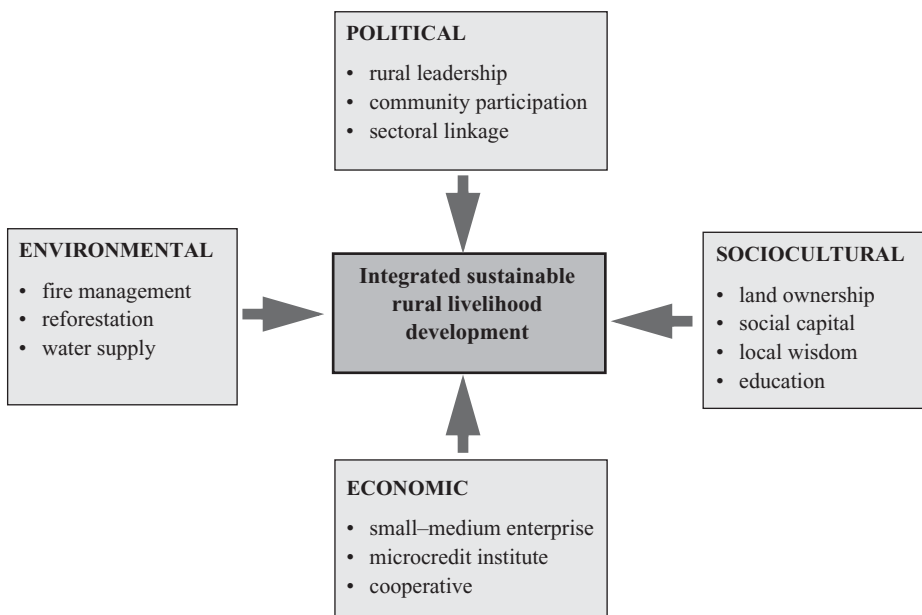 POLITICAL
• rural leadership
• community participation
• sectoral linkage
ENVIRONMENTAL
• fire management
• reforestation
• water supply
Integrated sustainable
rural livelihood
development
SOCIOCULTURAL
• land ownership
• social capital
• local wisdom
• education
ECONOMIC
• small–medium enterprise
• microcredit institute
• cooperative